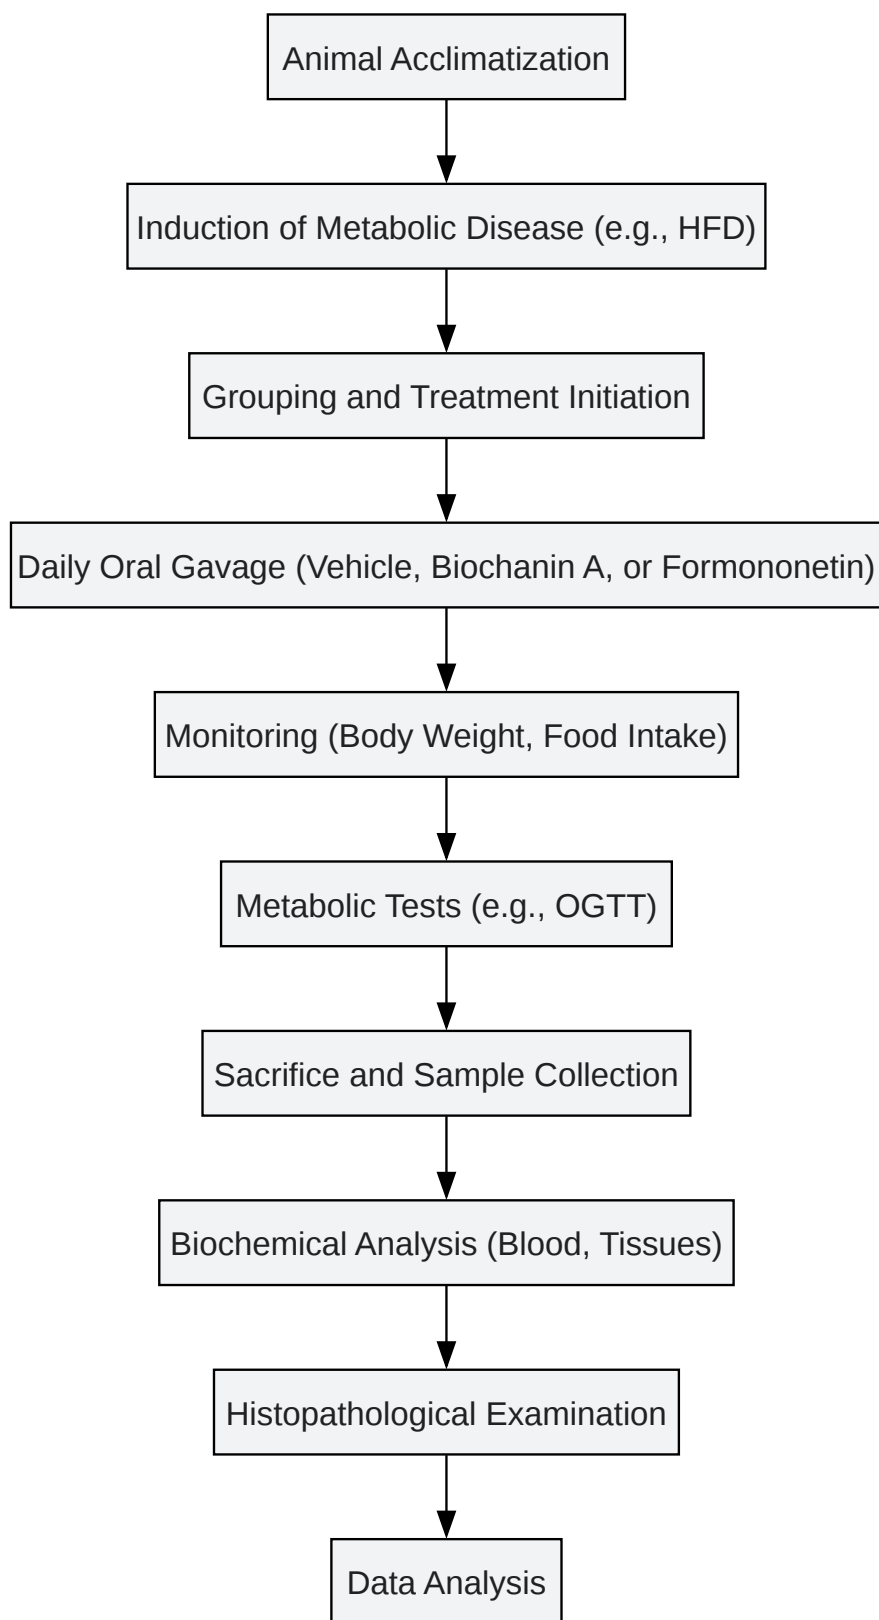 Animal Acclimatization
Induction of Metabolic Disease (e.g., HFD)
Grouping and Treatment Initiation
Daily Oral Gavage (Vehicle, Biochanin A, or Formononetin)
Monitoring (Body Weight, Food Intake)
Metabolic Tests (e.g., OGTT)
Sacrifice and Sample Collection
Biochemical Analysis (Blood, Tissues)
Histopathological Examination
Data Analysis